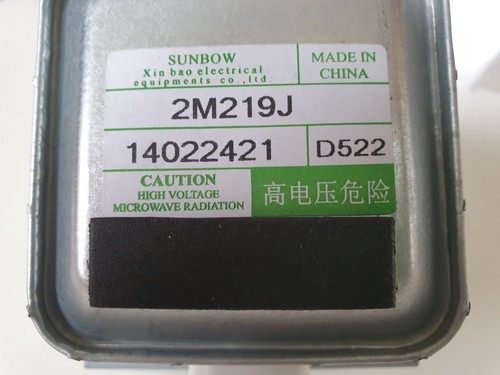 SUNBOW
Xin bao electrical
equipments co.,ltd
MADE IN
CHINA
2M219J
14022421
D522
CAUTION
HIGH VOLTAGE
MICROWAVE RADIATION
高电压危险